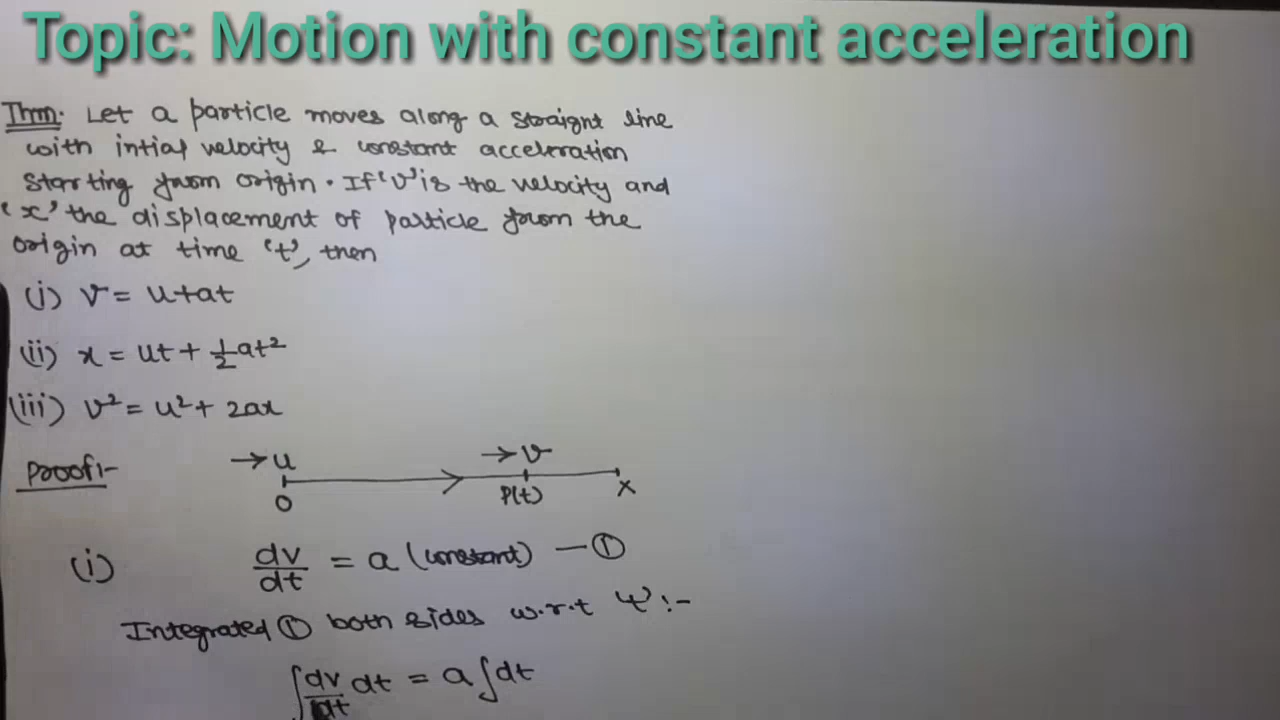 Topic: Motion with constant acceleration
Thm. Let a particle moves along a straight line
with intial velocity & constant acceleration
starting from origin. If 'v' is the velocity and
'x' the displacement of particle from the
origin at time 't', then
(i) v = u+at
(ii) x = ut + 1/2 at²
(iii) v² = u² + 2ax
Proof:-
→ u → v
O P(t) X
(i) dv/dt = a (constant) — ①
Integrated ① both sides w.r.t 't' :-
∫ dv/dt dt = a ∫ dt